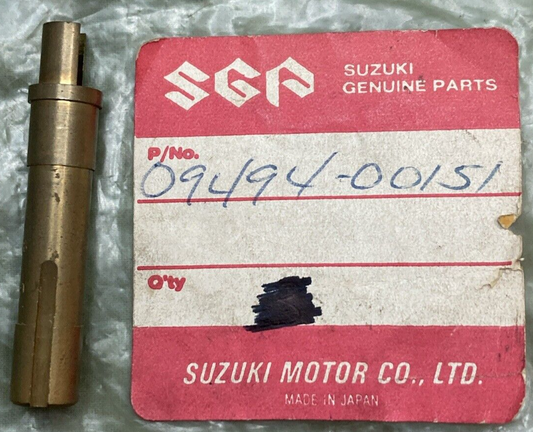 SGP
SUZUKI
GENUINE PARTS
P/No.
09494-00151
Q'ty
SUZUKI MOTOR CO., LTD.
MADE IN JAPAN